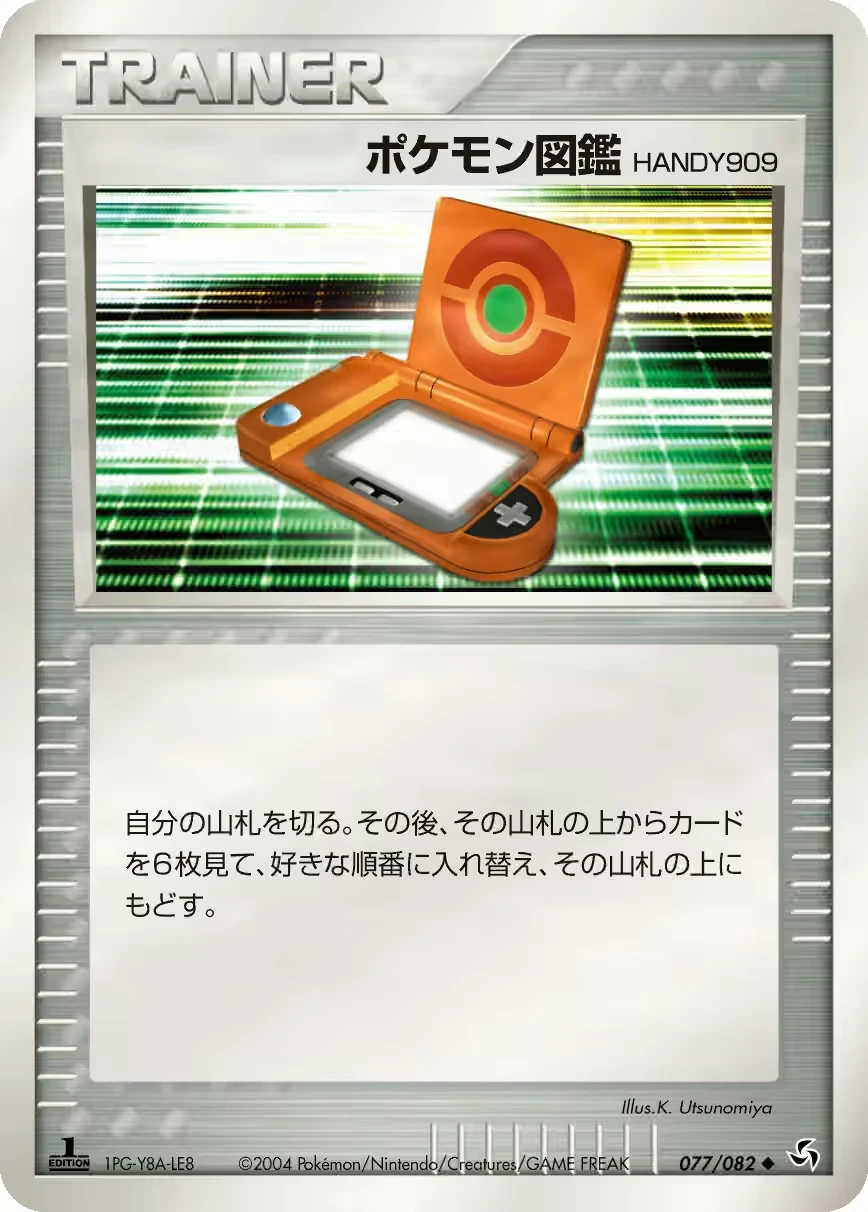 TRAINER
ポケモン図鑑 HANDY909
自分の山札を切る。その後、その山札の上からカード
を6枚見て、好きな順番に入れ替え、その山札の上に
もどす。
Illus.K. Utsunomiya
1 EDITION 1PG-Y8A-LE8 ©2004 Pokémon/Nintendo/Creatures/GAME FREAK 077/082 ◆